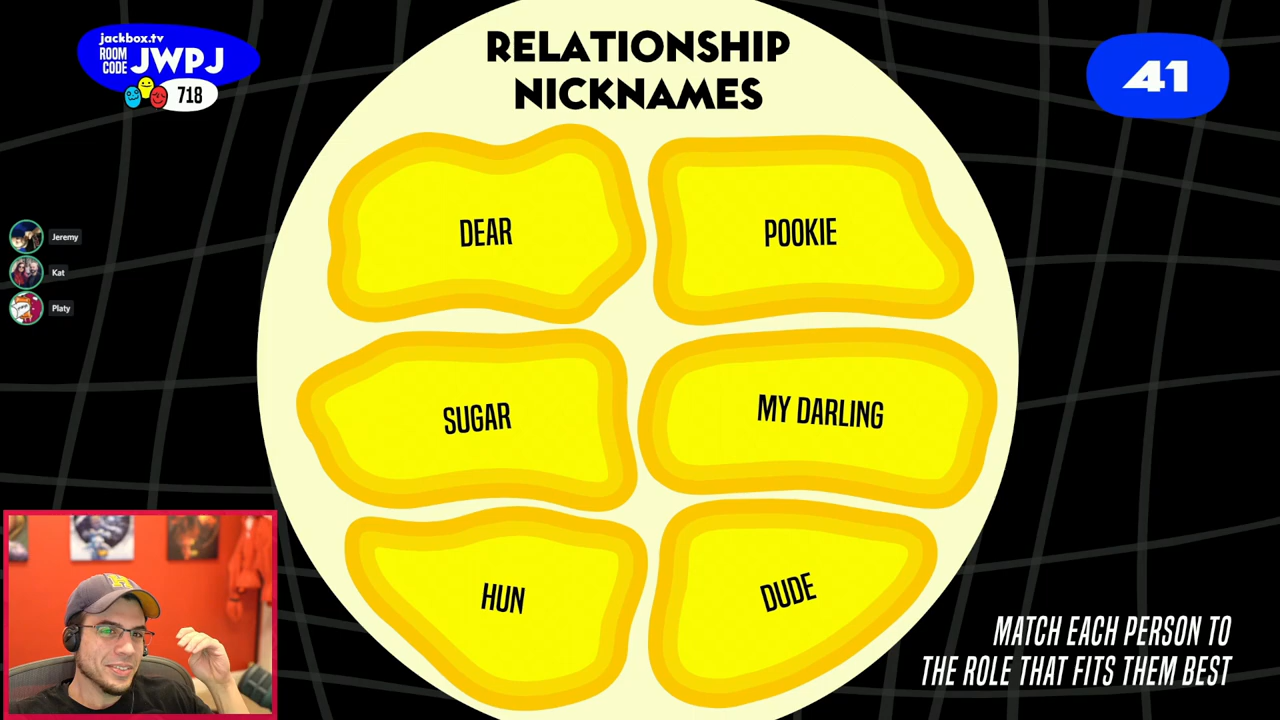 jackbox.tv
ROOM
CODE
JWPJ
718
RELATIONSHIP
NICKNAMES
41
DEAR
POOKIE
Jeremy
Kat
Platy
SUGAR
MY DARLING
HUN
DUDE
H
MATCH EACH PERSON TO
THE ROLE THAT FITS THEM BEST